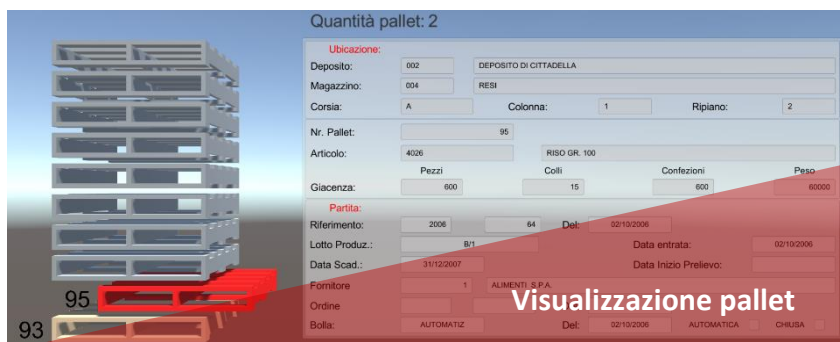 Quantità pallet: 2
Ubicazione:
Deposito: 002 DEPOSITO DI CITTADELLA
Magazzino: 004 RESI
Corsia: A Colonna: 1 Ripiano: 2
Nr. Pallet: 95
Articolo: 4026 RISO GR. 100
Pezzi Colli Confezioni Peso
Giacenza: 600 15 600 60000
Partita:
Riferimento: 2006 64 Del: 02/10/2006
Lotto Produz.: B/1 Data entrata: 02/10/2006
Data Scad.: 31/12/2007 Data Inizio Prelievo:
Fornitore 1 ALIMENTI S.P.A.
Ordine
Bolla: AUTOMATIZ Del: 02/10/2006 AUTOMATICA CHIUSA
95
93
Visualizzazione pallet